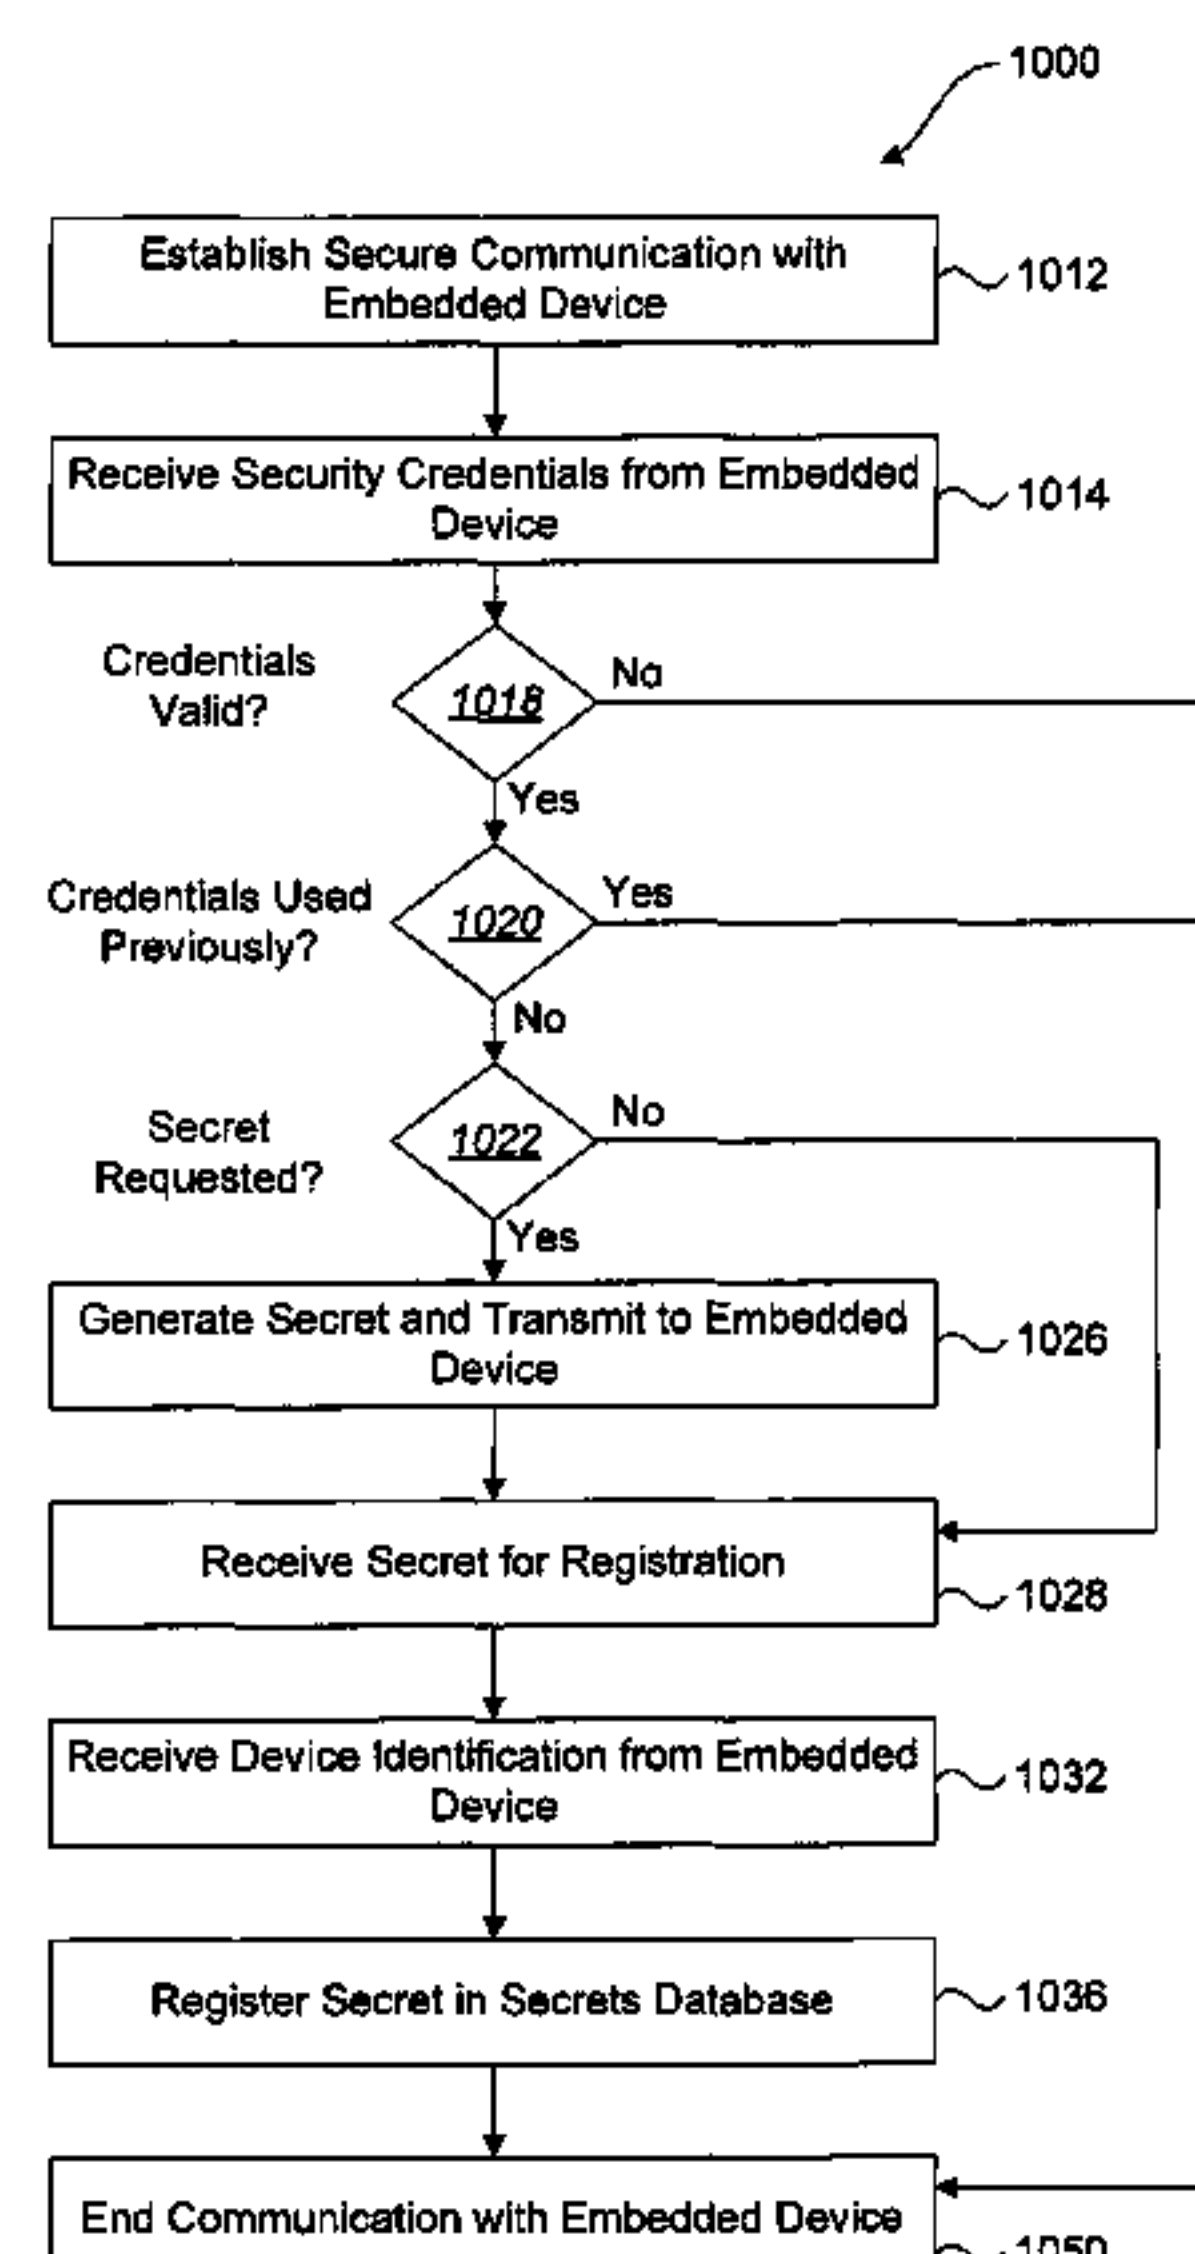 1000
Establish Secure Communication with
Embedded Device
1012
Receive Security Credentials from Embedded
Device
1014
Credentials
Valid?
1018
No
Yes
Credentials Used
Previously?
1020
Yes
No
Secret
Requested?
1022
No
Yes
Generate Secret and Transmit to Embedded
Device
1026
Receive Secret for Registration
1028
Receive Device Identification from Embedded
Device
1032
Register Secret in Secrets Database
1036
End Communication with Embedded Device
1050